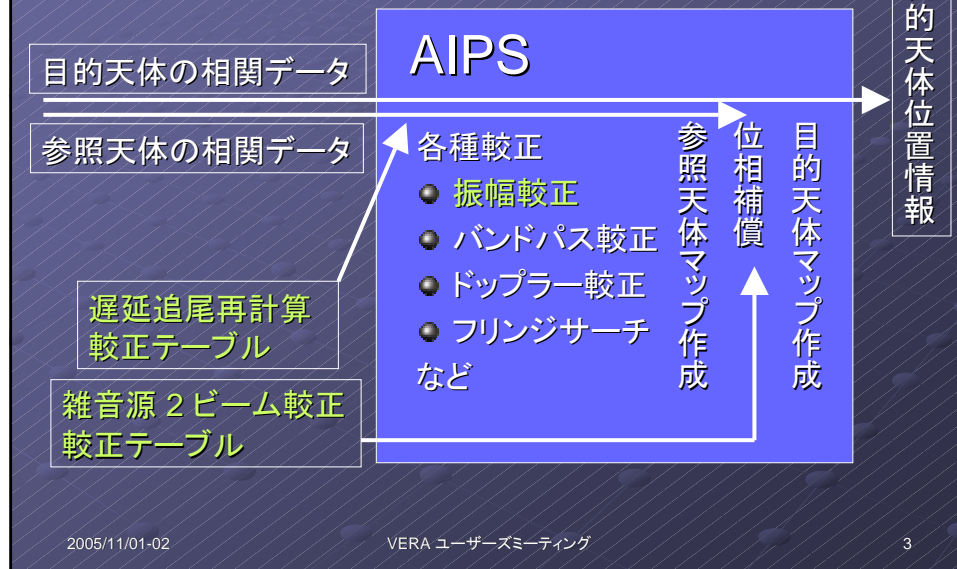 AIPS
目的天体の相関データ
参照天体の相関データ
各種較正
振幅較正
バンドパス較正
ドップラー較正
フリンジサーチ
など
参照天体マップ作成
位相補償
目的天体マップ作成
的天体位置情報
遅延追尾再計算
較正テーブル
雑音源2ビーム較正
較正テーブル
2005/11/01-02
VERA ユーザーズミーティング
3